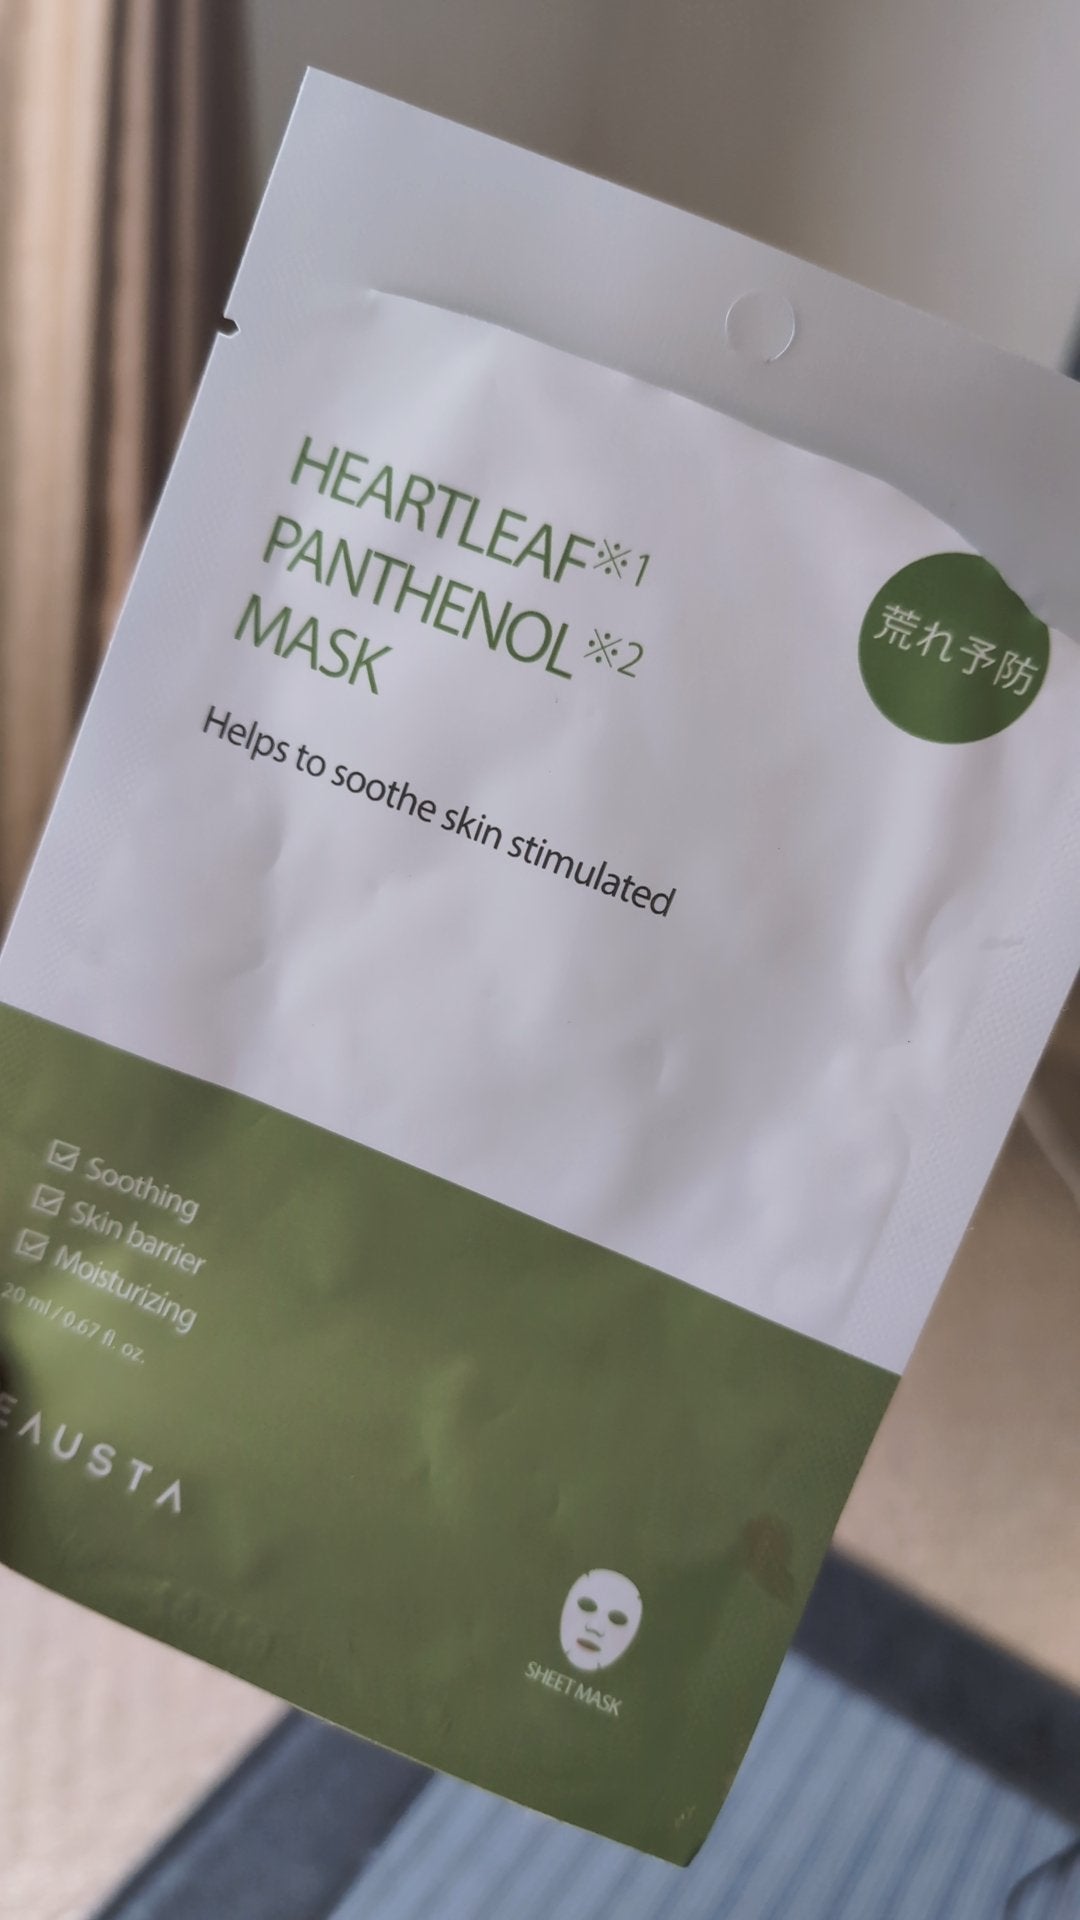 HEARTLEAF※1
PANTHENOL※2
MASK
荒れ予防
Helps to soothe skin stimulated
Soothing
Skin barrier
Moisturizing
20 ml / 0.67 fl. oz.
EAUSTA
SHEET MASK